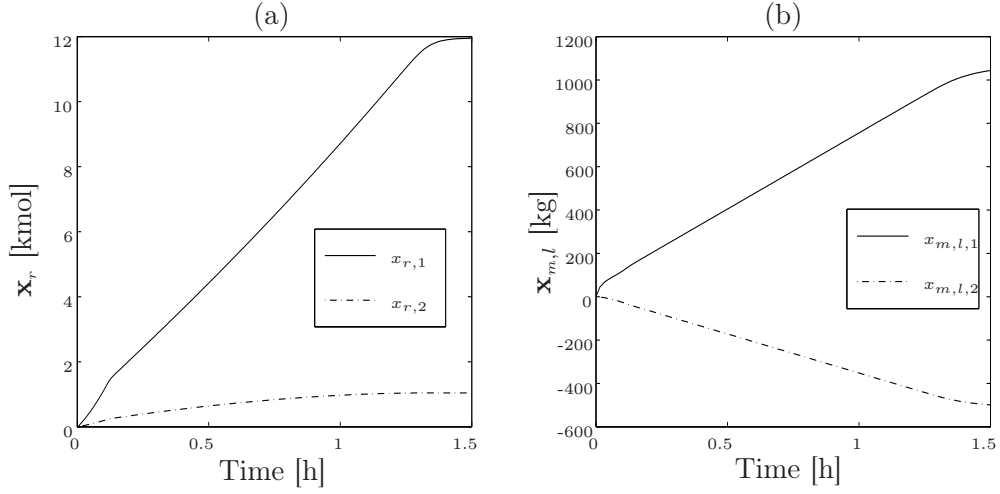 (a)
12
10
8
6
4
2
0
0
0.5
1
1.5
Time [h]
x_r [kmol]
x_{r,1}
x_{r,2}
(b)
1200
1000
800
600
400
200
0
-200
-400
-600
0
0.5
1
1.5
Time [h]
x_{m,l} [kg]
x_{m,l,1}
x_{m,l,2}